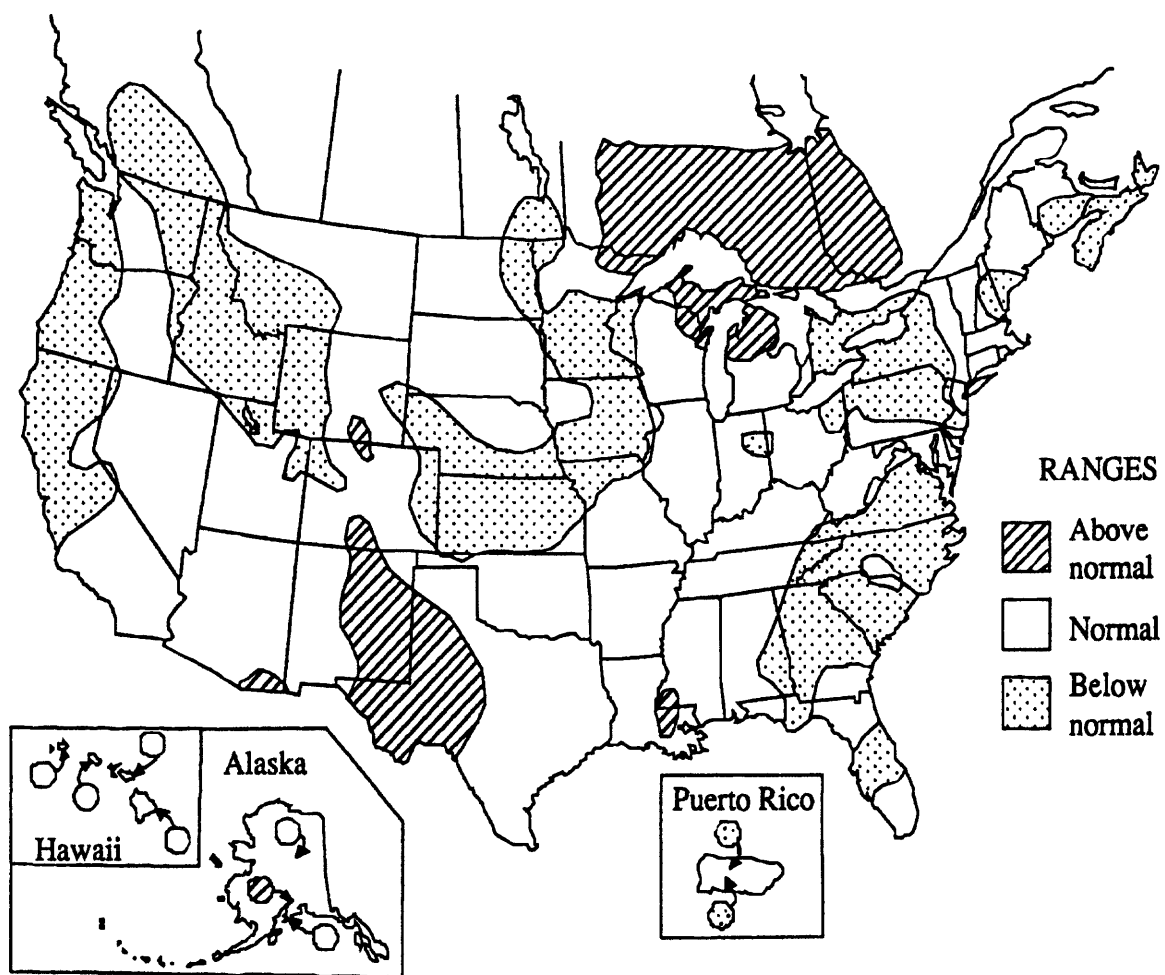 RANGES
Above
normal
Normal
Below
normal
Alaska
Hawaii
Puerto Rico